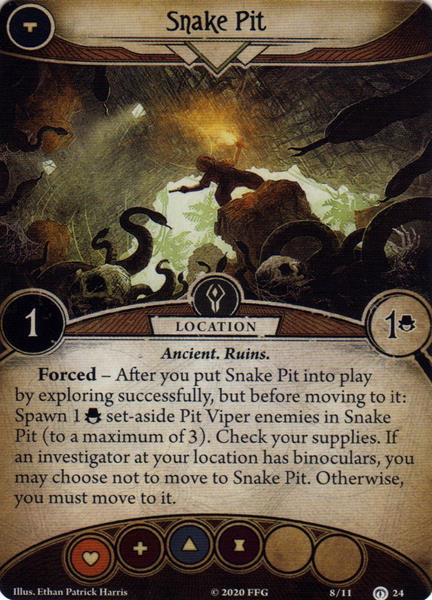 Snake Pit
1
1
LOCATION
Ancient. Ruins.
Forced – After you put Snake Pit into play
by exploring successfully, but before moving to it:
Spawn 1 set-aside Pit Viper enemies in Snake
Pit (to a maximum of 3). Check your supplies. If
an investigator at your location has binoculars, you
may choose not to move to Snake Pit. Otherwise,
you must move to it.
Illus. Ethan Patrick Harris © 2020 FFG 8/11 24